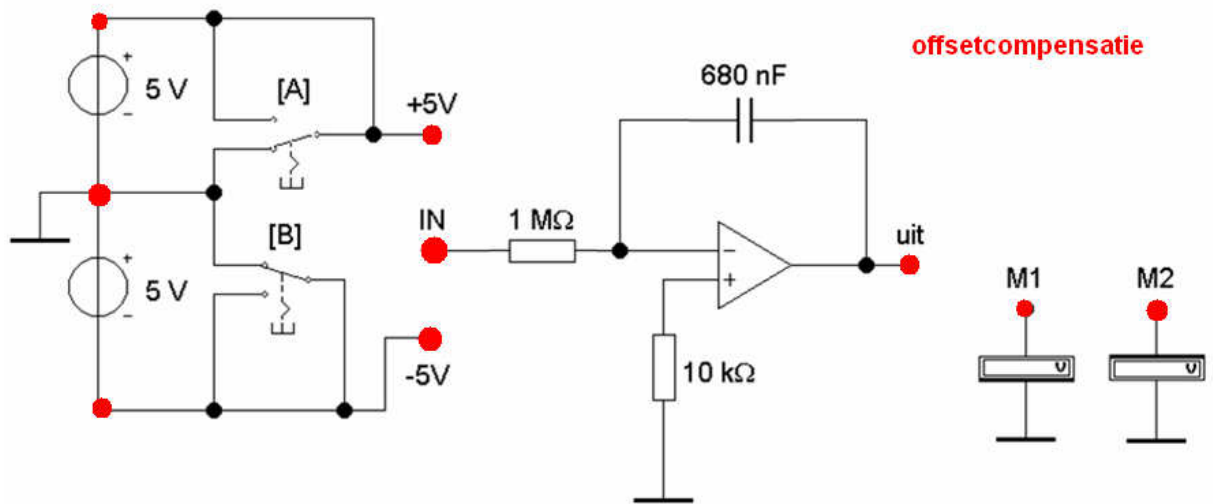 offsetcompensatie
680 nF
+
5 V
-
[A]
+5V
IN
1 MΩ
[B]
+
5 V
-
-5V
-
+
uit
10 kΩ
M1
M2
V
V